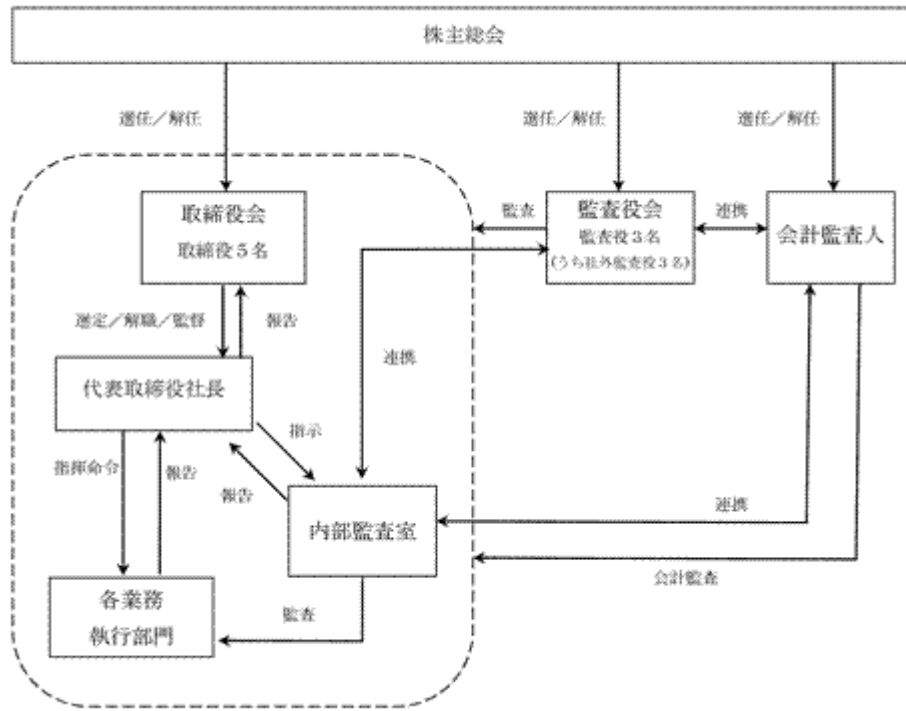 株主総会
選任／解任
選任／解任
選任／解任
取締役会
取締役５名
監査
監査役会
監査役３名
(うち社外監査役３名)
連携
会計監査人
選定／解職／監督
報告
連携
代表取締役社長
指示
指揮命令
報告
報告
内部監査室
連携
会計監査
各業務
執行部門
監査